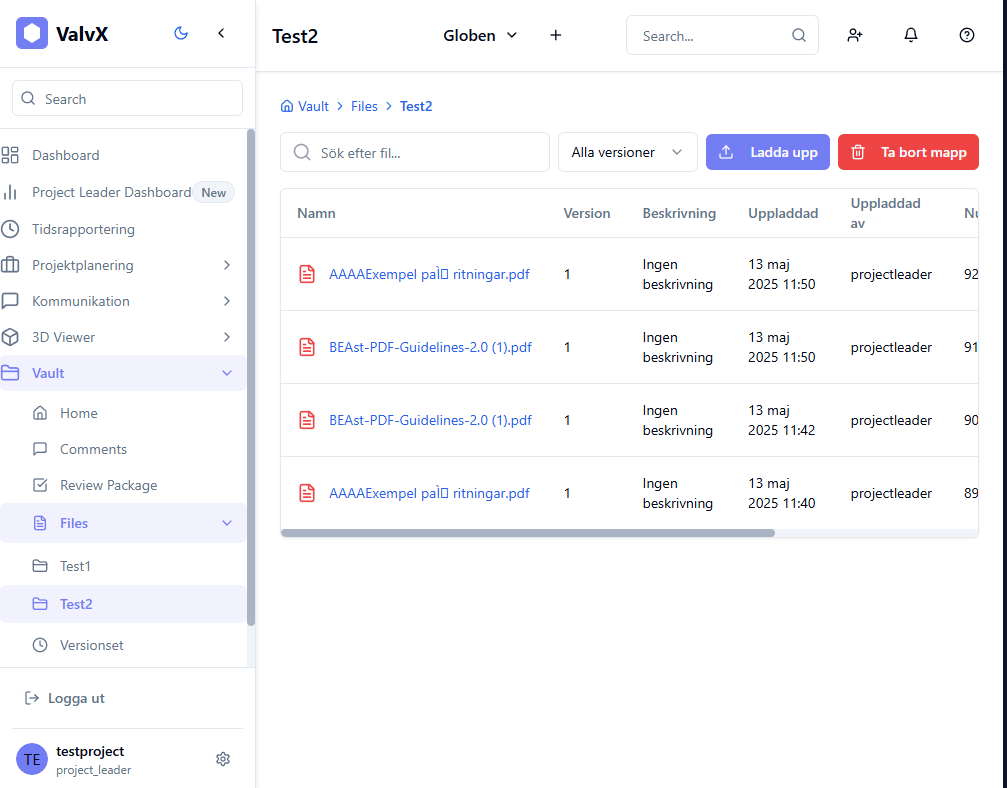 ValvX
Search
Dashboard
Project Leader Dashboard New
Tidsrapportering
Projektplanering
Kommunikation
3D Viewer
Vault
Home
Comments
Review Package
Files
Test1
Test2
Versionset
Logga ut
TE
testproject
project_leader
Test2
Globen
Search...
Vault > Files > Test2
Sök efter fil...
Alla versioner
Ladda upp
Ta bort mapp
Namn Version Beskrivning Uppladdad Uppladdad av
AAAAExempel paÌ ritningar.pdf 1 Ingen beskrivning 13 maj 2025 11:50 projectleader 92
BEAst-PDF-Guidelines-2.0 (1).pdf 1 Ingen beskrivning 13 maj 2025 11:50 projectleader 91
BEAst-PDF-Guidelines-2.0 (1).pdf 1 Ingen beskrivning 13 maj 2025 11:42 projectleader 90
AAAAExempel paÌ ritningar.pdf 1 Ingen beskrivning 13 maj 2025 11:40 projectleader 89